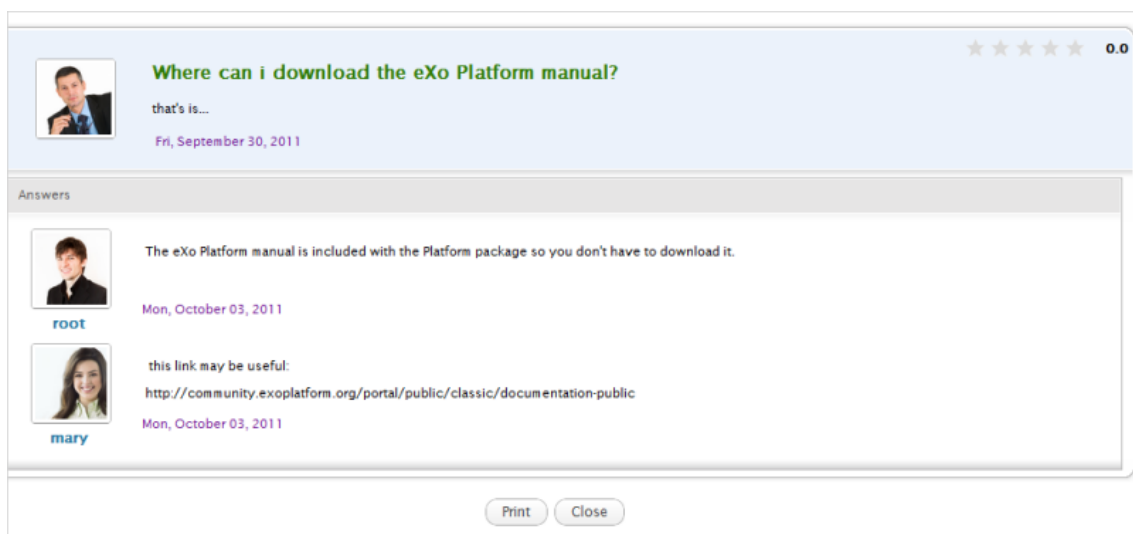 0.0
Where can i download the eXo Platform manual?
that's is...
Fri, September 30, 2011
Answers
The eXo Platform manual is included with the Platform package so you don't have to download it.
Mon, October 03, 2011
root
this link may be useful:
http://community.exoplatform.org/portal/public/classic/documentation-public
Mon, October 03, 2011
mary
Print Close